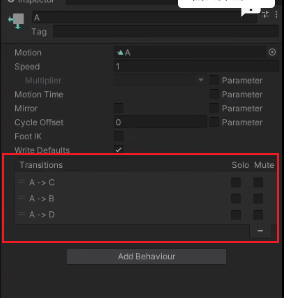 Inspector
A
Tag
Motion A
Speed 1
Multiplier Parameter
Motion Time Parameter
Mirror Parameter
Cycle Offset 0 Parameter
Foot IK
Write Defaults
Transitions Solo Mute
A -> C
A -> B
A -> D
Add Behaviour